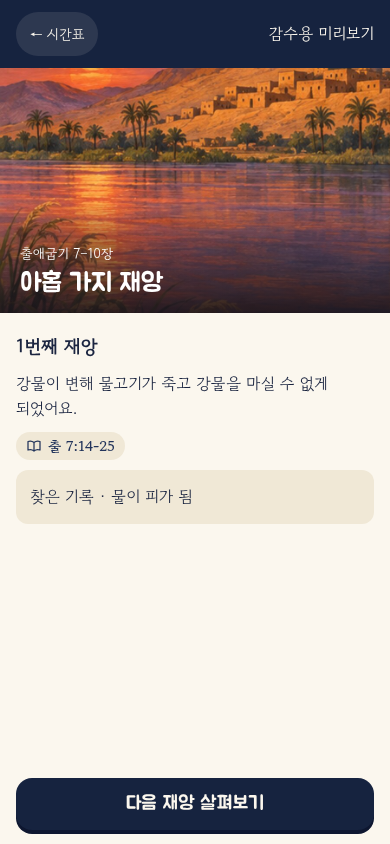 ← 시간표
감수용 미리보기
출애굽기 7–10장
아홉 가지 재앙
1번째 재앙
강물이 변해 물고기가 죽고 강물을 마실 수 없게
되었어요.
출 7:14-25
찾은 기록 · 물이 피가 됨
다음 재앙 살펴보기